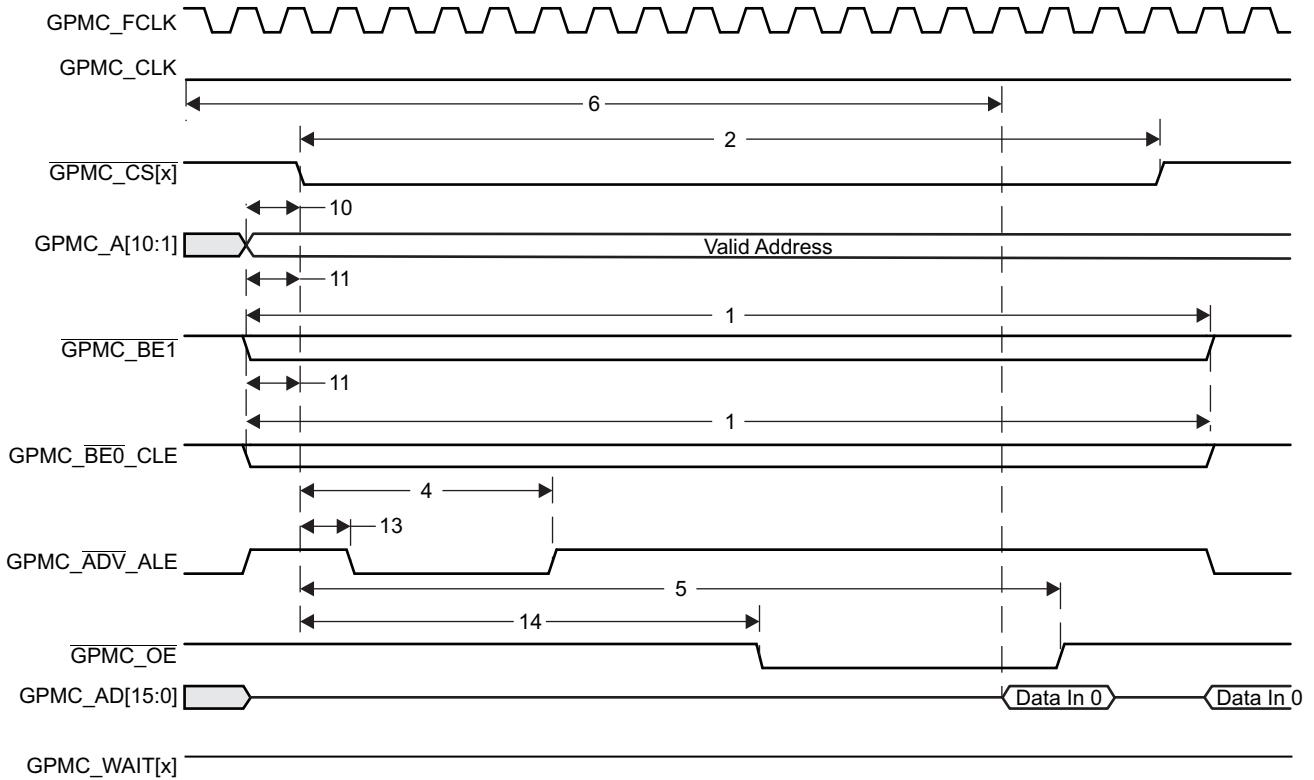 GPMC_FCLK
GPMC_CLK
6
2
GPMC_CS[x]
10
GPMC_A[10:1]
Valid Address
11
1
GPMC_BE1
11
1
GPMC_BE0_CLE
4
13
GPMC_ADV_ALE
5
14
GPMC_OE
GPMC_AD[15:0] Data In 0 Data In 0
GPMC_WAIT[x]